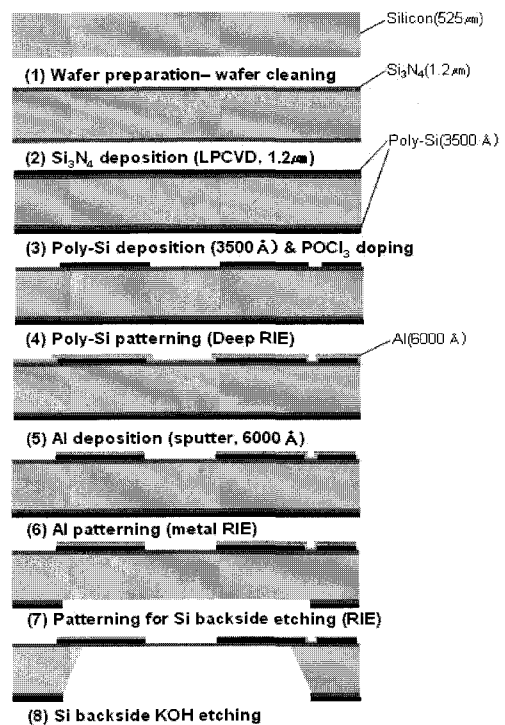 Silicon(525㎛)
(1) Wafer preparation– wafer cleaning
Si₃N₄(1.2㎛)
(2) Si₃N₄ deposition (LPCVD, 1.2㎛)
Poly-Si(3500 Å)
(3) Poly-Si deposition (3500 Å) & POCl₃ doping
(4) Poly-Si patterning (Deep RIE)
Al(6000 Å)
(5) Al deposition (sputter, 6000 Å)
(6) Al patterning (metal RIE)
(7) Patterning for Si backside etching (RIE)
(8) Si backside KOH etching